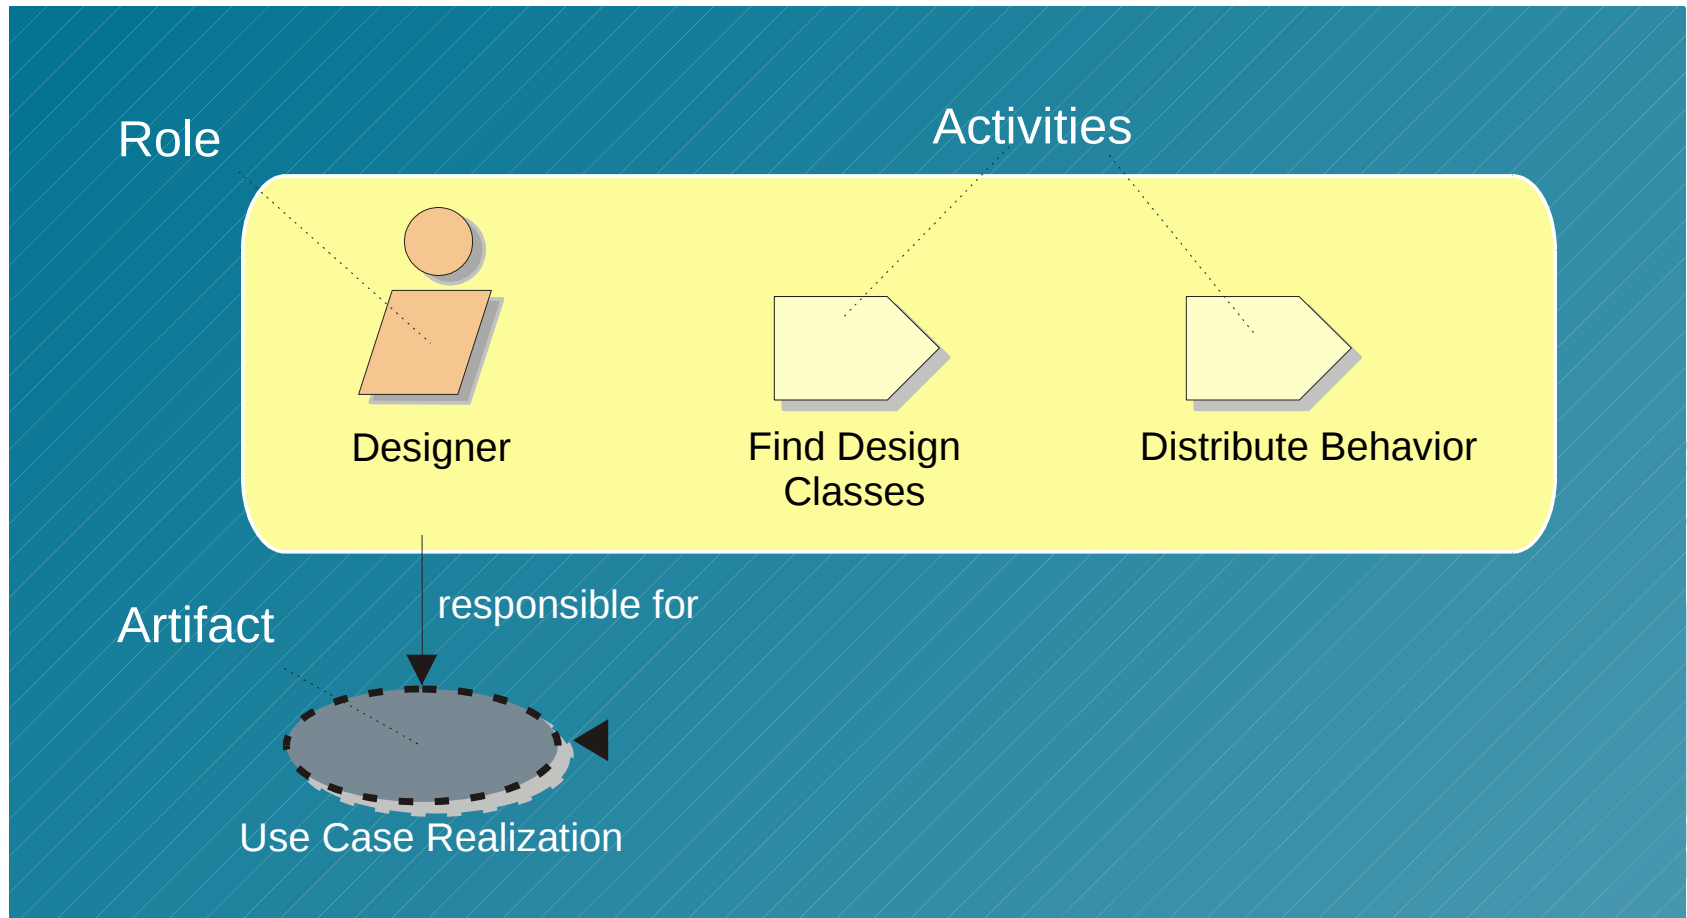 Role
Activities
Designer
Find Design
Classes
Distribute Behavior
responsible for
Artifact
Use Case Realization